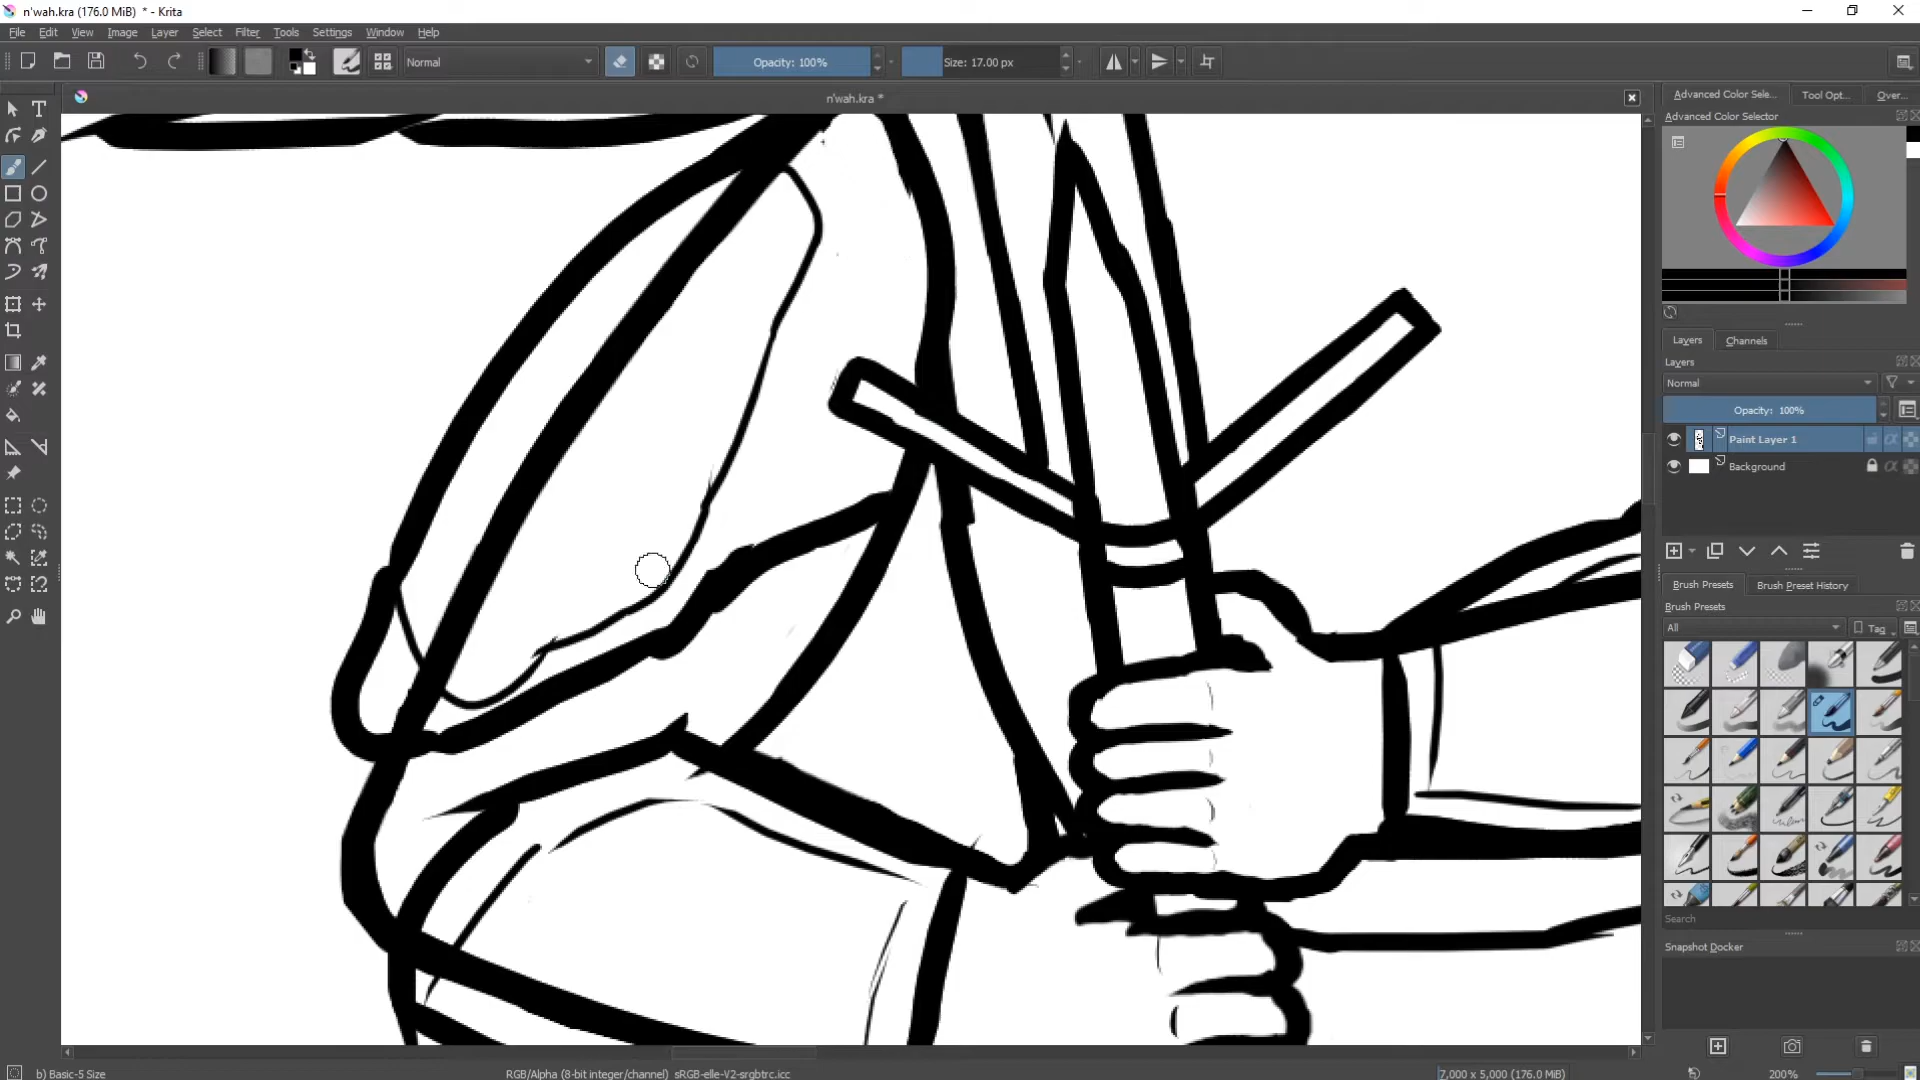 n'wah.kra (176.0 MiB) * - Krita
File Edit View Image Layer Select Filter Tools Settings Window Help
Normal Opacity: 100% Size: 17.00 px
n'wah.kra *
Advanced Color Sele... Tool Opt... Over...
Advanced Color Selector
Layers Channels
Layers
Normal
Opacity: 100%
Paint Layer 1
Background
Brush Presets Brush Preset History
Brush Presets
All Tag
Search
Snapshot Docker
b) Basic-5 Size RGB/Alpha (8-bit integer/channel) sRGB-elle-V2-srgbtrc.icc 7,000 x 5,000 (176.0 MiB) 200%